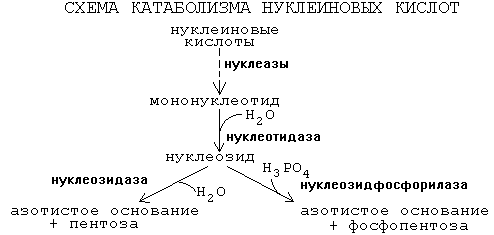 СХЕМА КАТАБОЛИЗМА НУКЛЕИНОВЫХ КИСЛОТ
нуклеиновые
кислоты
нуклеазы
мононуклеотид
H₂O
нуклеотидаза
нуклеозид
нуклеозидаза
H₂O
H₃PO₄
нуклеозидфосфорилаза
азотистое основание
+ пентоза
азотистое основание
+ фосфопентоза